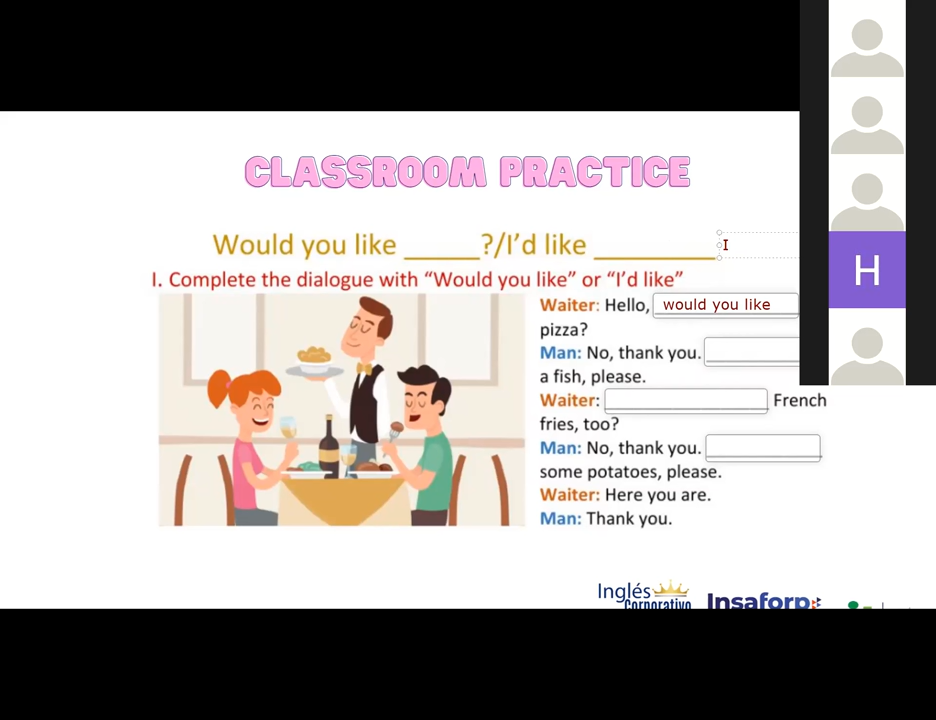 CLASSROOM PRACTICE
Would you like _____?/I'd like ________
I
I. Complete the dialogue with "Would you like" or "I'd like"
Waiter: Hello, would you like
pizza?
Man: No, thank you.
a fish, please.
Waiter: French
fries, too?
Man: No, thank you.
some potatoes, please.
Waiter: Here you are.
Man: Thank you.
H
Inglés
Corporativo
Insaforp